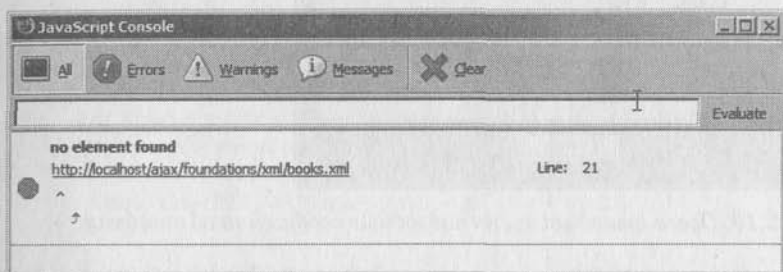 JavaScript Console
All Errors Warnings Messages Clear
Evaluate
no element found
http://localhost/ajax/foundations/xml/books.xml Line: 21
^